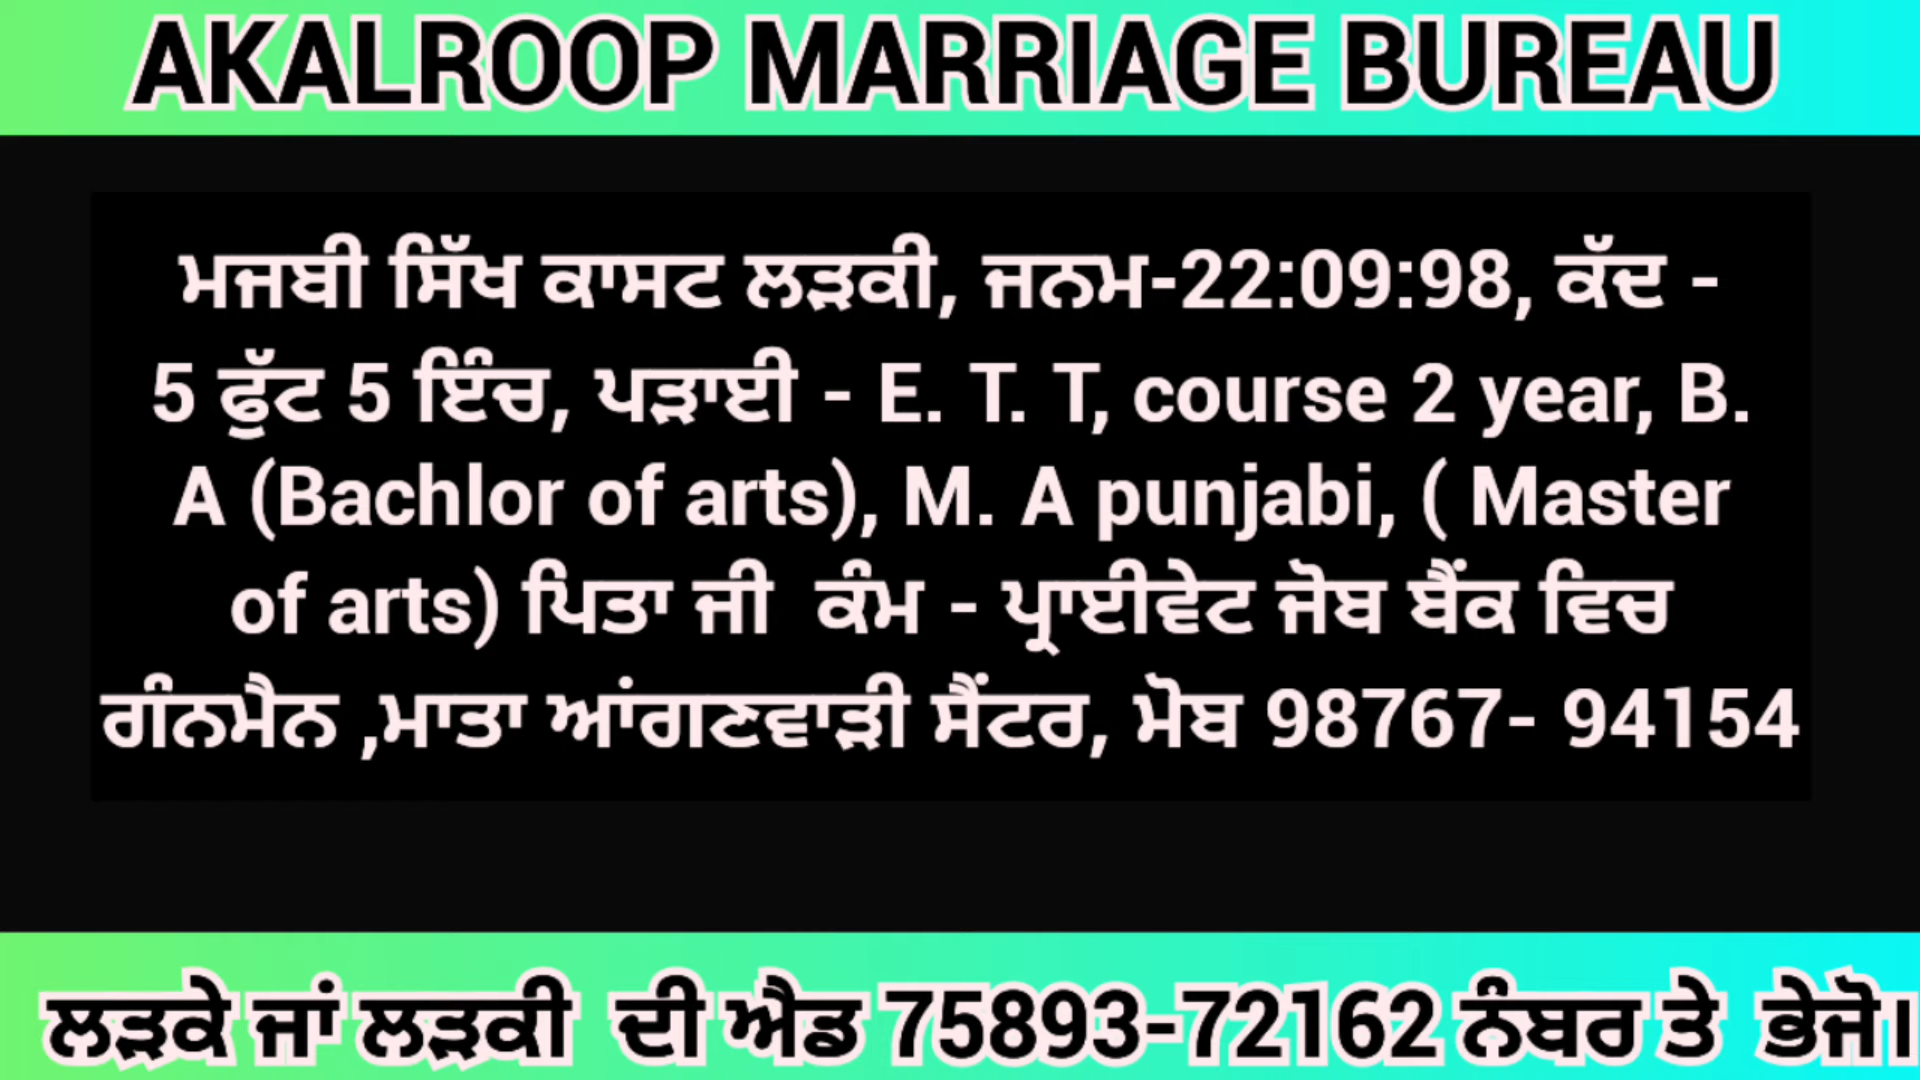 AKALROOP MARRIAGE BUREAU
ਮਜਬੀ ਸਿੱਖ ਕਾਸਟ ਲੜਕੀ, ਜਨਮ-22:09:98, ਕੱਦ -
5 ਫੁੱਟ 5 ਇੰਚ, ਪੜਾਈ - E. T. T, course 2 year, B.
A (Bachlor of arts), M. A punjabi, ( Master
of arts) ਪਿਤਾ ਜੀ  ਕੰਮ - ਪ੍ਰਾਈਵੇਟ ਜੋਬ ਬੈਂਕ ਵਿਚ
ਗੰਨਮੈਨ ,ਮਾਤਾ ਆਂਗਣਵਾੜੀ ਸੈਂਟਰ, ਮੋਬ 98767- 94154
ਲੜਕੇ ਜਾਂ ਲੜਕੀ  ਦੀ ਐਡ 75893-72162 ਨੰਬਰ ਤੇ  ਭੇਜੋ।